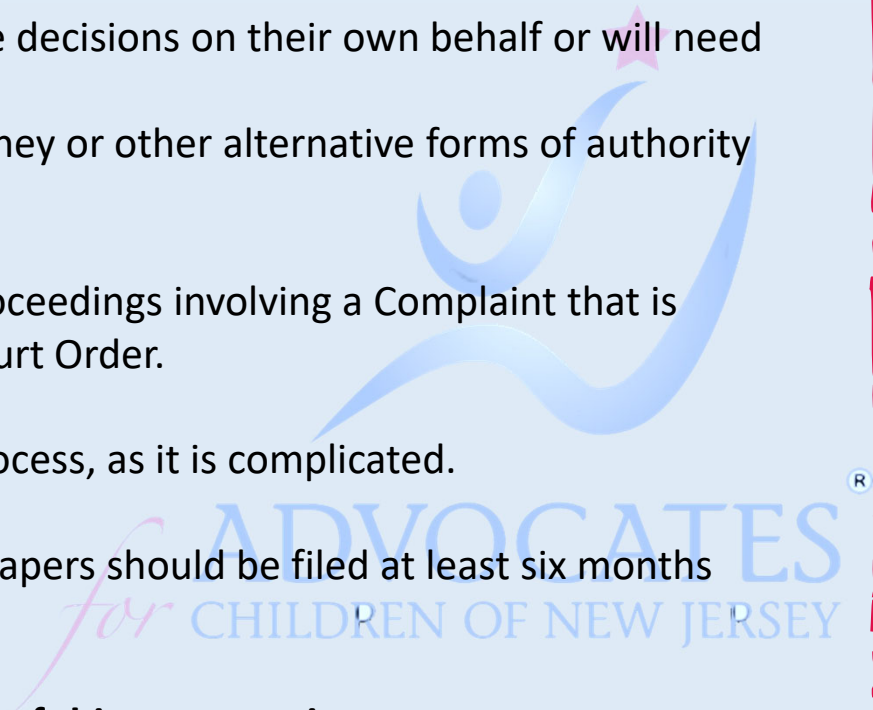 decisions on their own behalf or will need
ney or other alternative forms of authority
oceedings involving a Complaint that is
urt Order.
ocess, as it is complicated.
®
ADVOCATES
apers should be filed at least six months
for CHILDREN OF NEW JERSEY